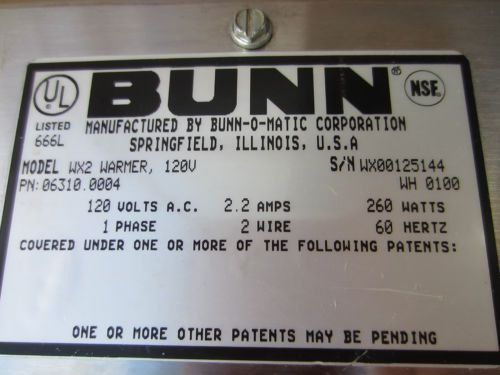 UL
BUNN®
NSF.
LISTED
666L
MANUFACTURED BY BUNN-O-MATIC CORPORATION
SPRINGFIELD, ILLINOIS, U.S.A
MODEL WX2 WARMER, 120V S/N WX00125144
PN: 06310.0004 WH 0100
120 VOLTS A.C. 2.2 AMPS 260 WATTS
1 PHASE 2 WIRE 60 HERTZ
COVERED UNDER ONE OR MORE OF THE FOLLOWING PATENTS:
ONE OR MORE OTHER PATENTS MAY BE PENDING